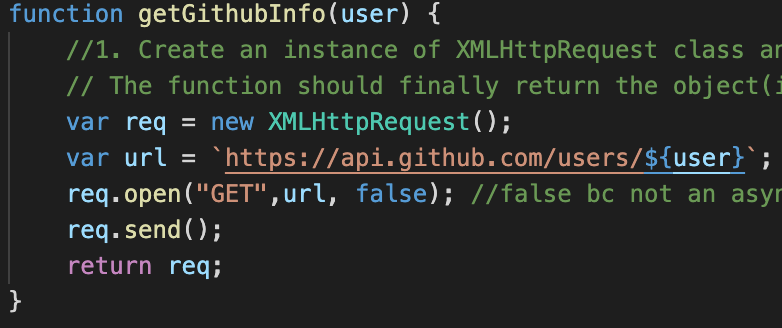 function getGithubInfo(user) {
//1. Create an instance of XMLHttpRequest class an
// The function should finally return the object(i
var req = new XMLHttpRequest();
var url = `https://api.github.com/users/${user}`;
req.open("GET",url, false); //false bc not an asyn
req.send();
return req;
}